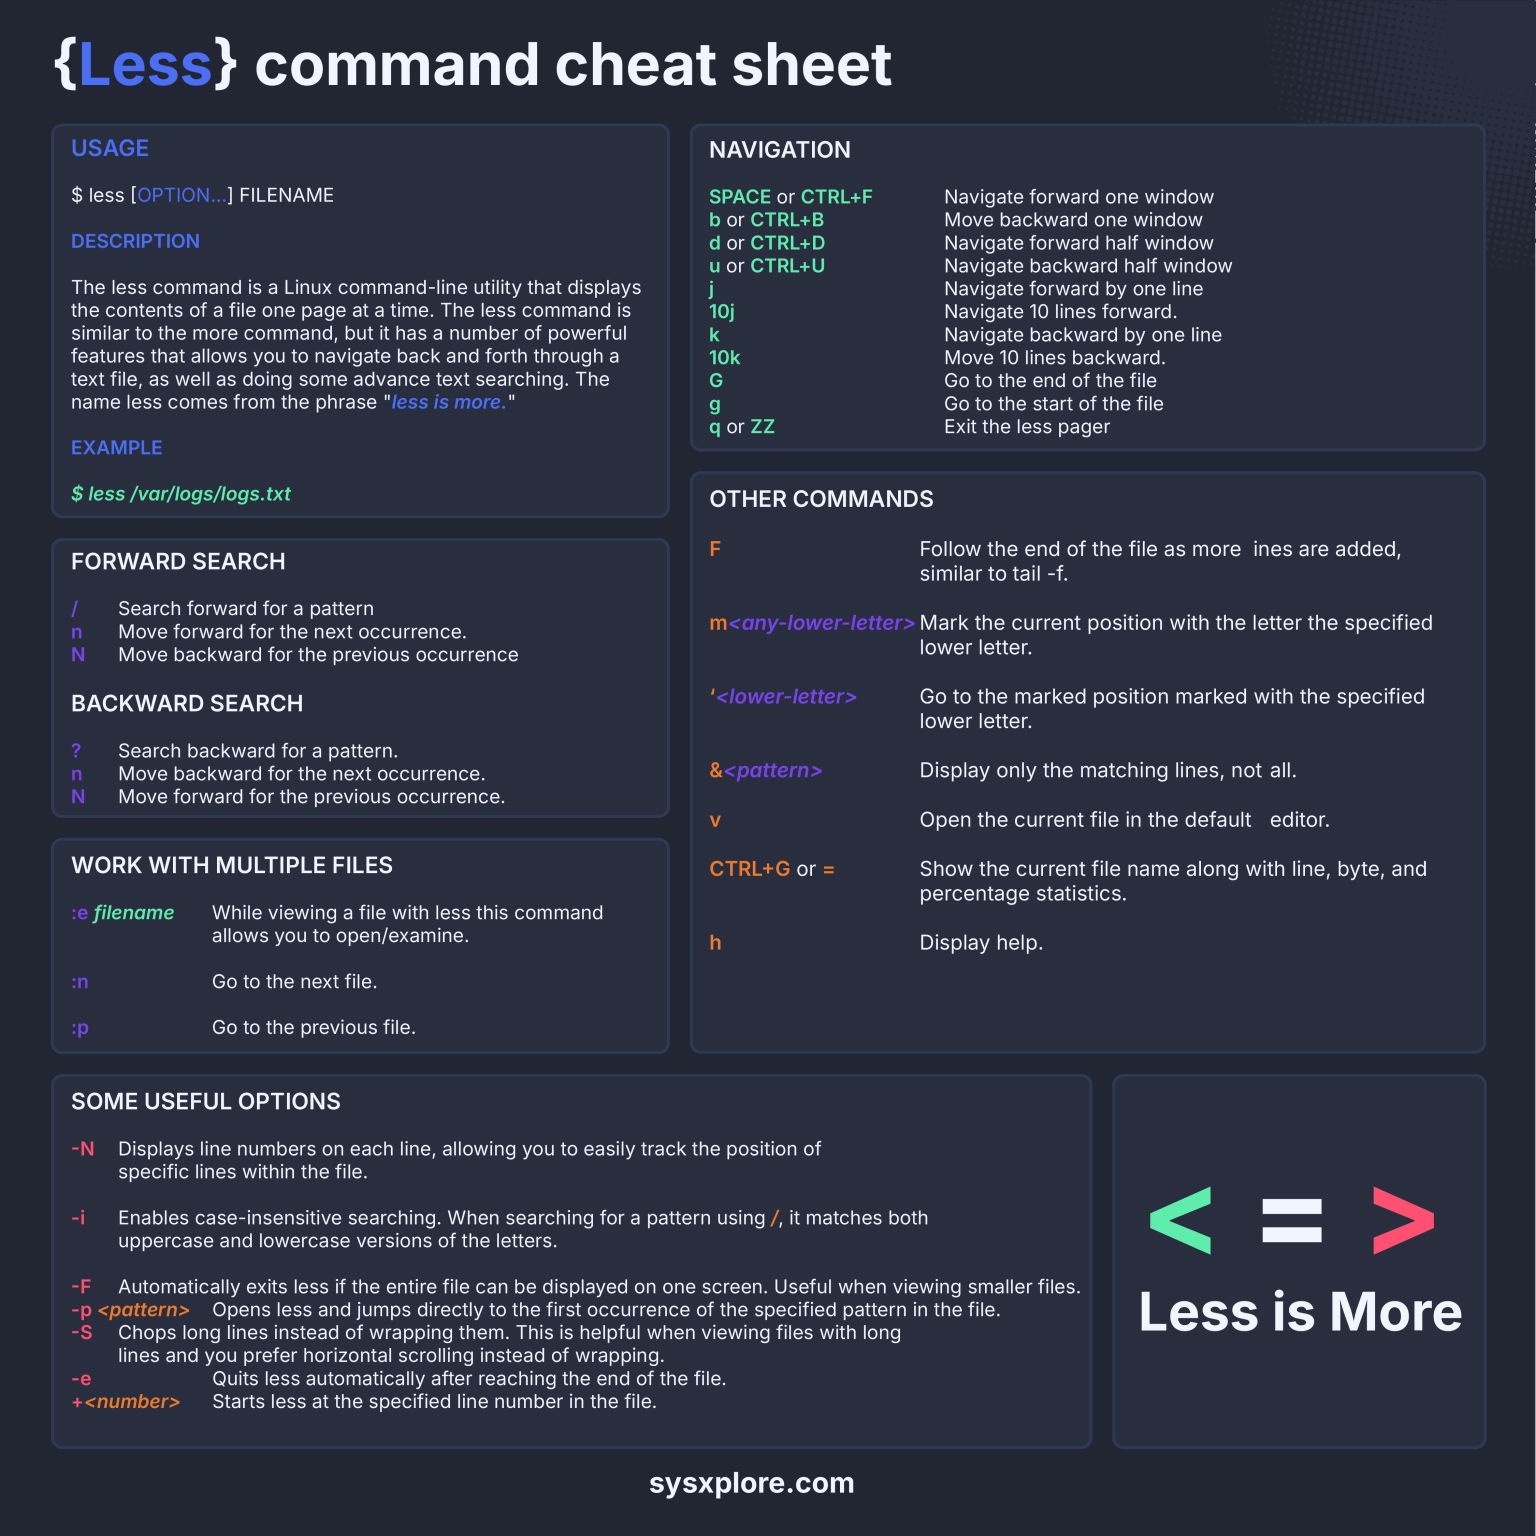 {Less} command cheat sheet
USAGE
$ less [OPTION...] FILENAME
DESCRIPTION
The less command is a Linux command-line utility that displays
the contents of a file one page at a time. The less command is
similar to the more command, but it has a number of powerful
features that allows you to navigate back and forth through a
text file, as well as doing some advance text searching. The
name less comes from the phrase "less is more."
EXAMPLE
$ less /var/logs/logs.txt
FORWARD SEARCH
/ Search forward for a pattern
n Move forward for the next occurrence.
N Move backward for the previous occurrence
BACKWARD SEARCH
? Search backward for a pattern.
n Move backward for the next occurrence.
N Move forward for the previous occurrence.
WORK WITH MULTIPLE FILES
:e filename While viewing a file with less this command
allows you to open/examine.
:n Go to the next file.
:p Go to the previous file.
NAVIGATION
SPACE or CTRL+F Navigate forward one window
b or CTRL+B Move backward one window
d or CTRL+D Navigate forward half window
u or CTRL+U Navigate backward half window
j Navigate forward by one line
10j Navigate 10 lines forward.
k Navigate backward by one line
10k Move 10 lines backward.
G Go to the end of the file
g Go to the start of the file
q or ZZ Exit the less pager
OTHER COMMANDS
F Follow the end of the file as more ines are added,
similar to tail -f.
m<any-lower-letter> Mark the current position with the letter the specified
lower letter.
‘<lower-letter> Go to the marked position marked with the specified
lower letter.
&<pattern> Display only the matching lines, not all.
v Open the current file in the default editor.
CTRL+G or = Show the current file name along with line, byte, and
percentage statistics.
h Display help.
SOME USEFUL OPTIONS
-N Displays line numbers on each line, allowing you to easily track the position of
specific lines within the file.
-i Enables case-insensitive searching. When searching for a pattern using /, it matches both
uppercase and lowercase versions of the letters.
-F Automatically exits less if the entire file can be displayed on one screen. Useful when viewing smaller files.
-p <pattern> Opens less and jumps directly to the first occurrence of the specified pattern in the file.
-S Chops long lines instead of wrapping them. This is helpful when viewing files with long
lines and you prefer horizontal scrolling instead of wrapping.
-e Quits less automatically after reaching the end of the file.
+<number> Starts less at the specified line number in the file.
< = >
Less is More
sysxplore.com